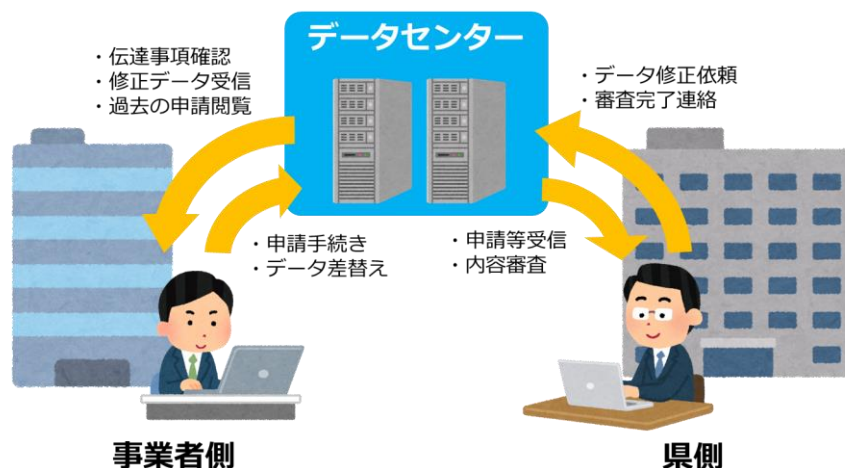 データセンター
・伝達事項確認
・修正データ受信
・過去の申請閲覧
・データ修正依頼
・審査完了連絡
・申請手続き
・データ差替え
・申請等受信
・内容審査
事業者側
県側